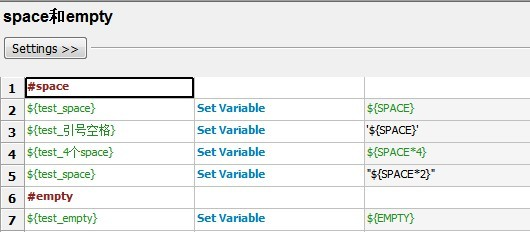 space和empty
Settings >>
1 #space
2 ${test_space} Set Variable ${SPACE}
3 ${test_引号空格} Set Variable '${SPACE}'
4 ${test_4个space} Set Variable ${SPACE*4}
5 ${test_space} Set Variable "${SPACE*2}"
6 #empty
7 ${test_empty} Set Variable ${EMPTY}